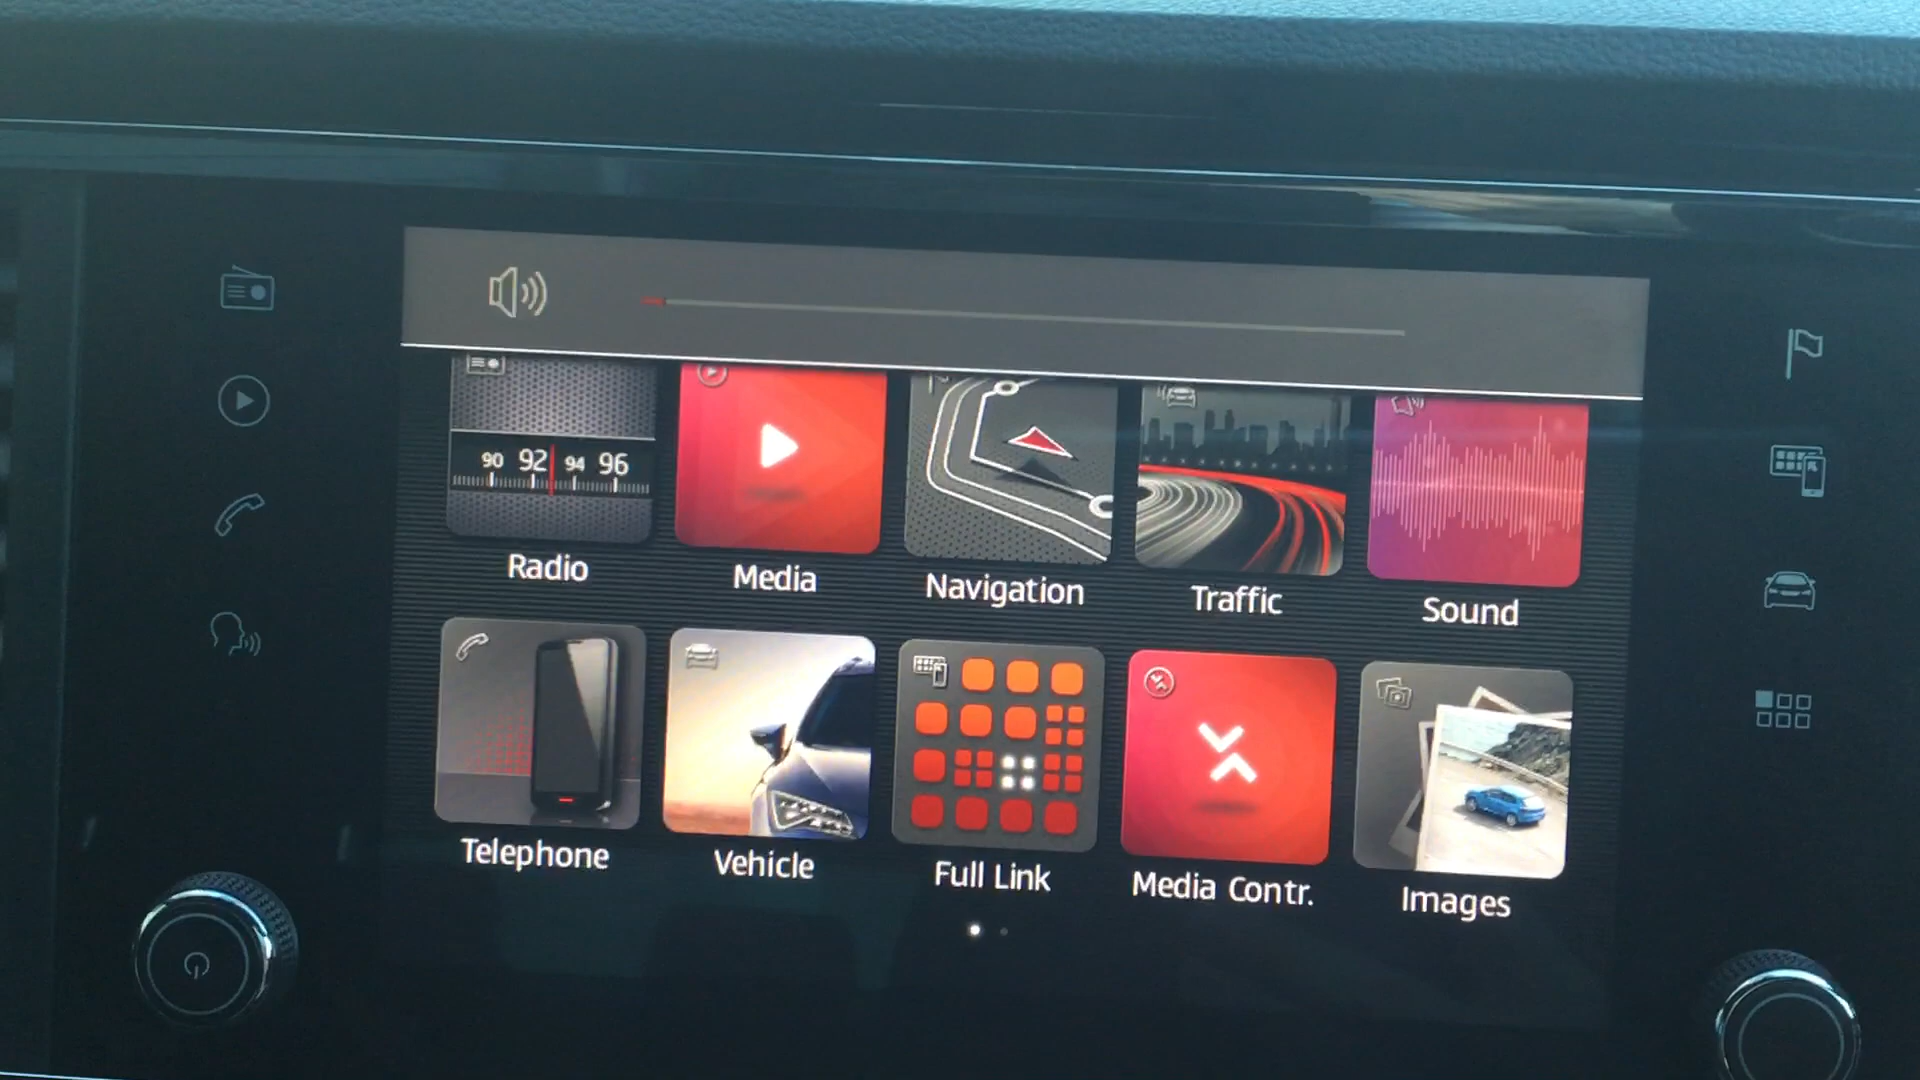 90 92 94 96
Radio
Media
Navigation
Traffic
Sound
Telephone
Vehicle
Full Link
Media Contr.
Images